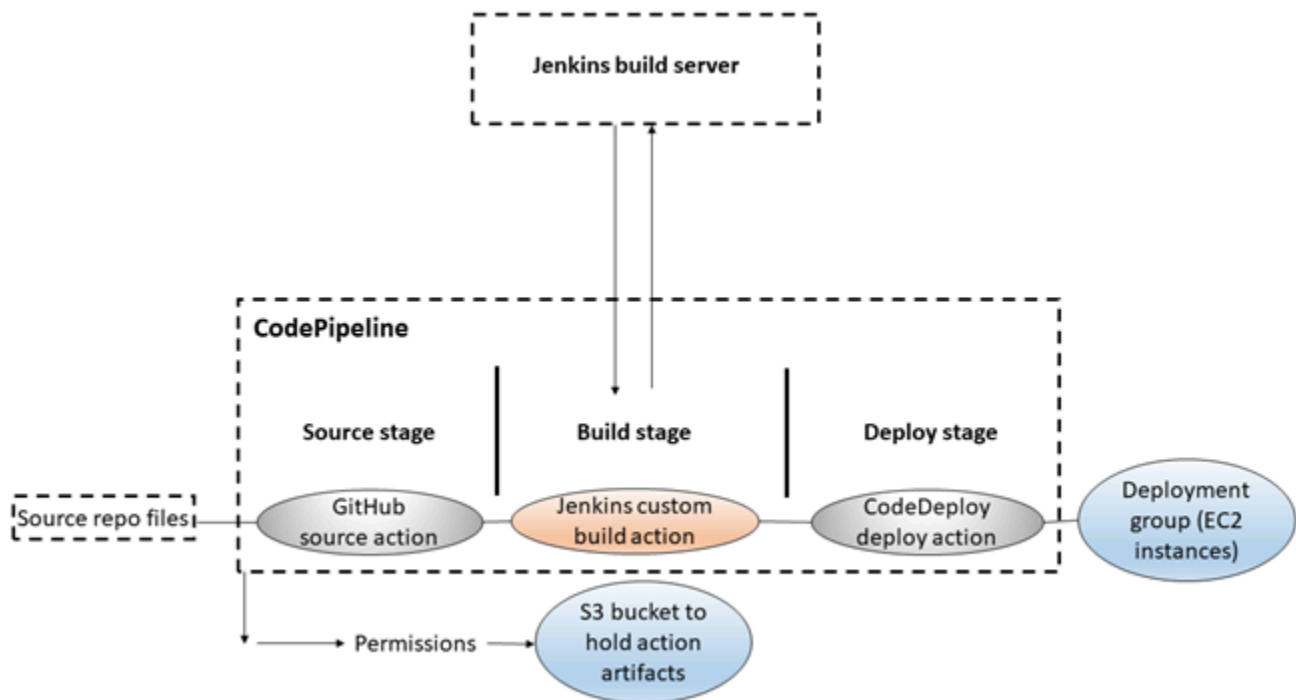 Jenkins build server
CodePipeline
Source stage
Build stage
Deploy stage
Source repo files
GitHub
source action
Jenkins custom
build action
CodeDeploy
deploy action
Deployment
group (EC2
instances)
Permissions
S3 bucket to
hold action
artifacts